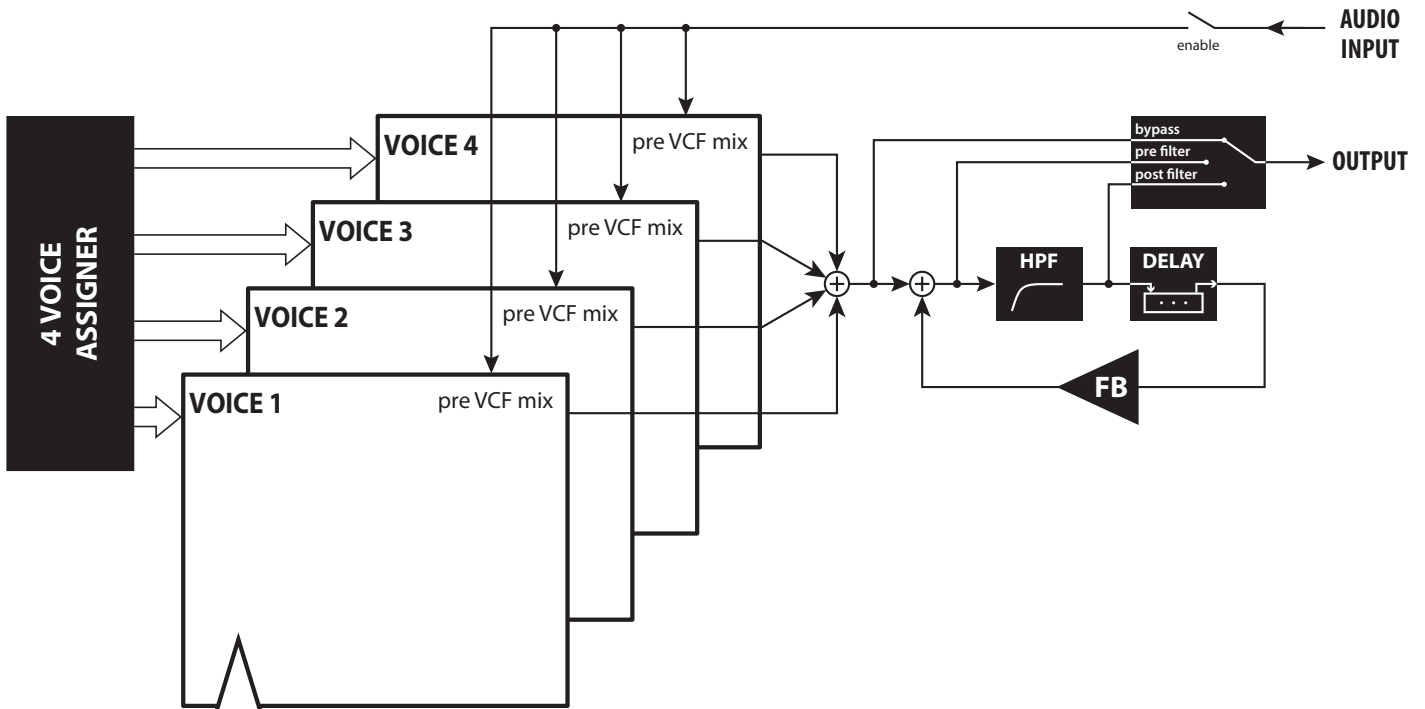 AUDIO
INPUT
enable
4 VOICE
ASSIGNER
VOICE 4
pre VCF mix
VOICE 3
pre VCF mix
VOICE 2
pre VCF mix
VOICE 1
pre VCF mix
bypass
pre filter
post filter
OUTPUT
HPF
DELAY
FB